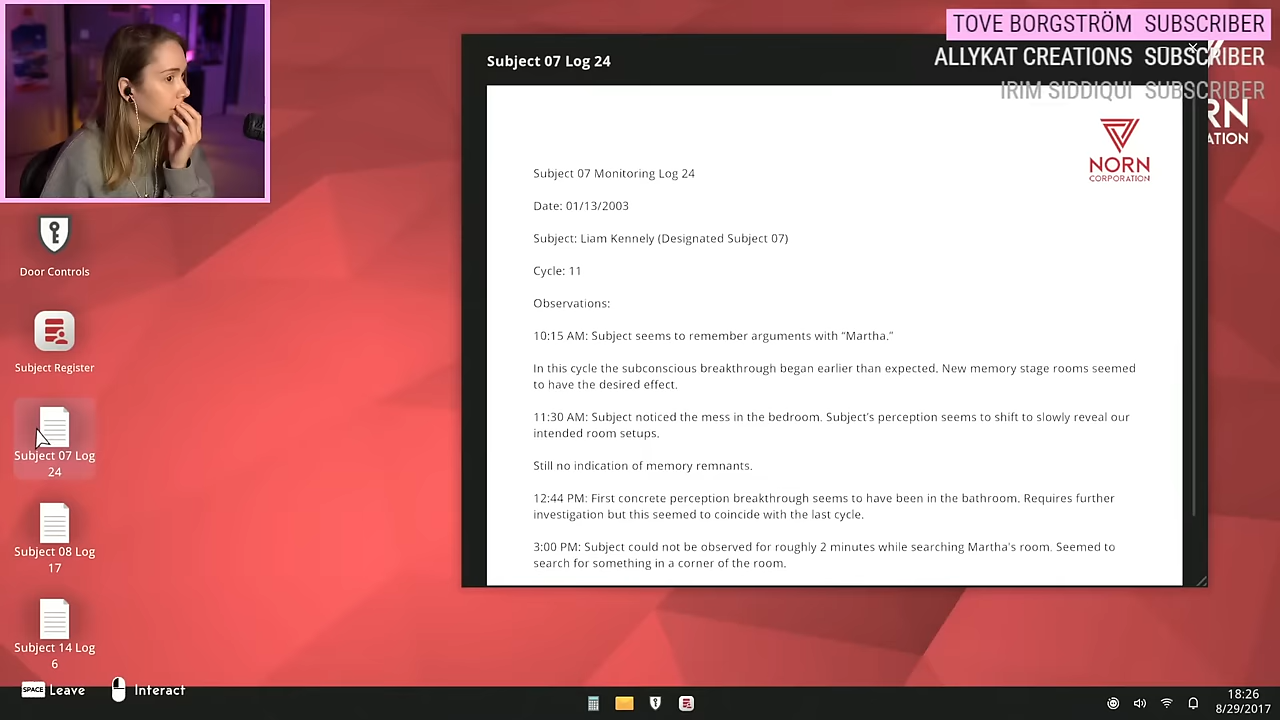 TOVE BORGSTRÖM SUBSCRIBER
ALLYKAT CREATIONS SUBSCRIBER
IRIM SIDDIQUI SUBSCRIBER
Subject 07 Log 24
RN
ATION
NORN
CORPORATION
Subject 07 Monitoring Log 24
Date: 01/13/2003
Subject: Liam Kennely (Designated Subject 07)
Cycle: 11
Observations:
10:15 AM: Subject seems to remember arguments with “Martha.”
In this cycle the subconscious breakthrough began earlier than expected. New memory stage rooms seemed
to have the desired effect.
11:30 AM: Subject noticed the mess in the bedroom. Subject's perception seems to shift to slowly reveal our
intended room setups.
Still no indication of memory remnants.
12:44 PM: First concrete perception breakthrough seems to have been in the bathroom. Requires further
investigation but this seemed to coincide with the last cycle.
3:00 PM: Subject could not be observed for roughly 2 minutes while searching Martha's room. Seemed to
search for something in a corner of the room.
Door Controls
Subject Register
Subject 07 Log
24
Subject 08 Log
17
Subject 14 Log
6
SPACE Leave
Interact
18:26
8/29/2017